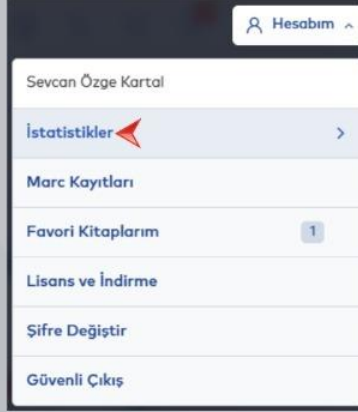 Hesabım
Sevcan Özge Kartal
İstatistikler
Marc Kayıtları
Favori Kitaplarım 1
Lisans ve İndirme
Şifre Değiştir
Güvenli Çıkış